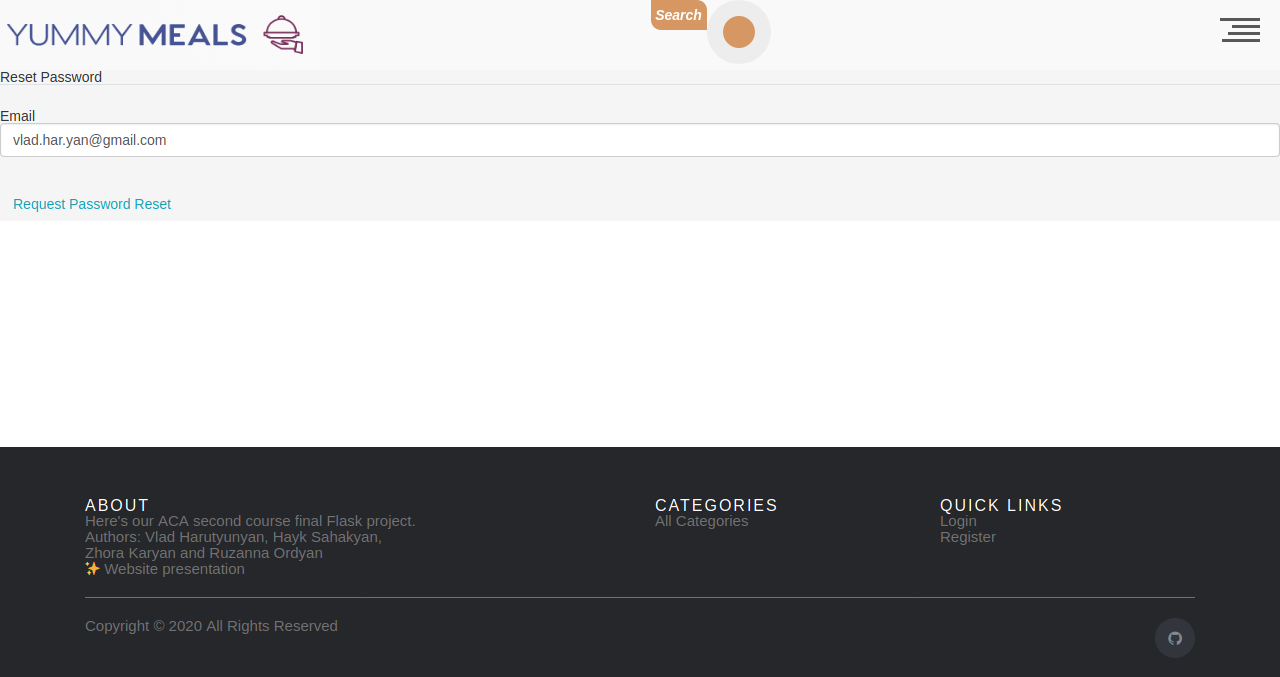 YUMMY MEALS
Search
Reset Password
Email
vlad.har.yan@gmail.com
Request Password Reset
ABOUT
Here's our ACA second course final Flask project.
Authors: Vlad Harutyunyan, Hayk Sahakyan,
Zhora Karyan and Ruzanna Ordyan
✨ Website presentation
CATEGORIES
All Categories
QUICK LINKS
Login
Register
Copyright © 2020 All Rights Reserved